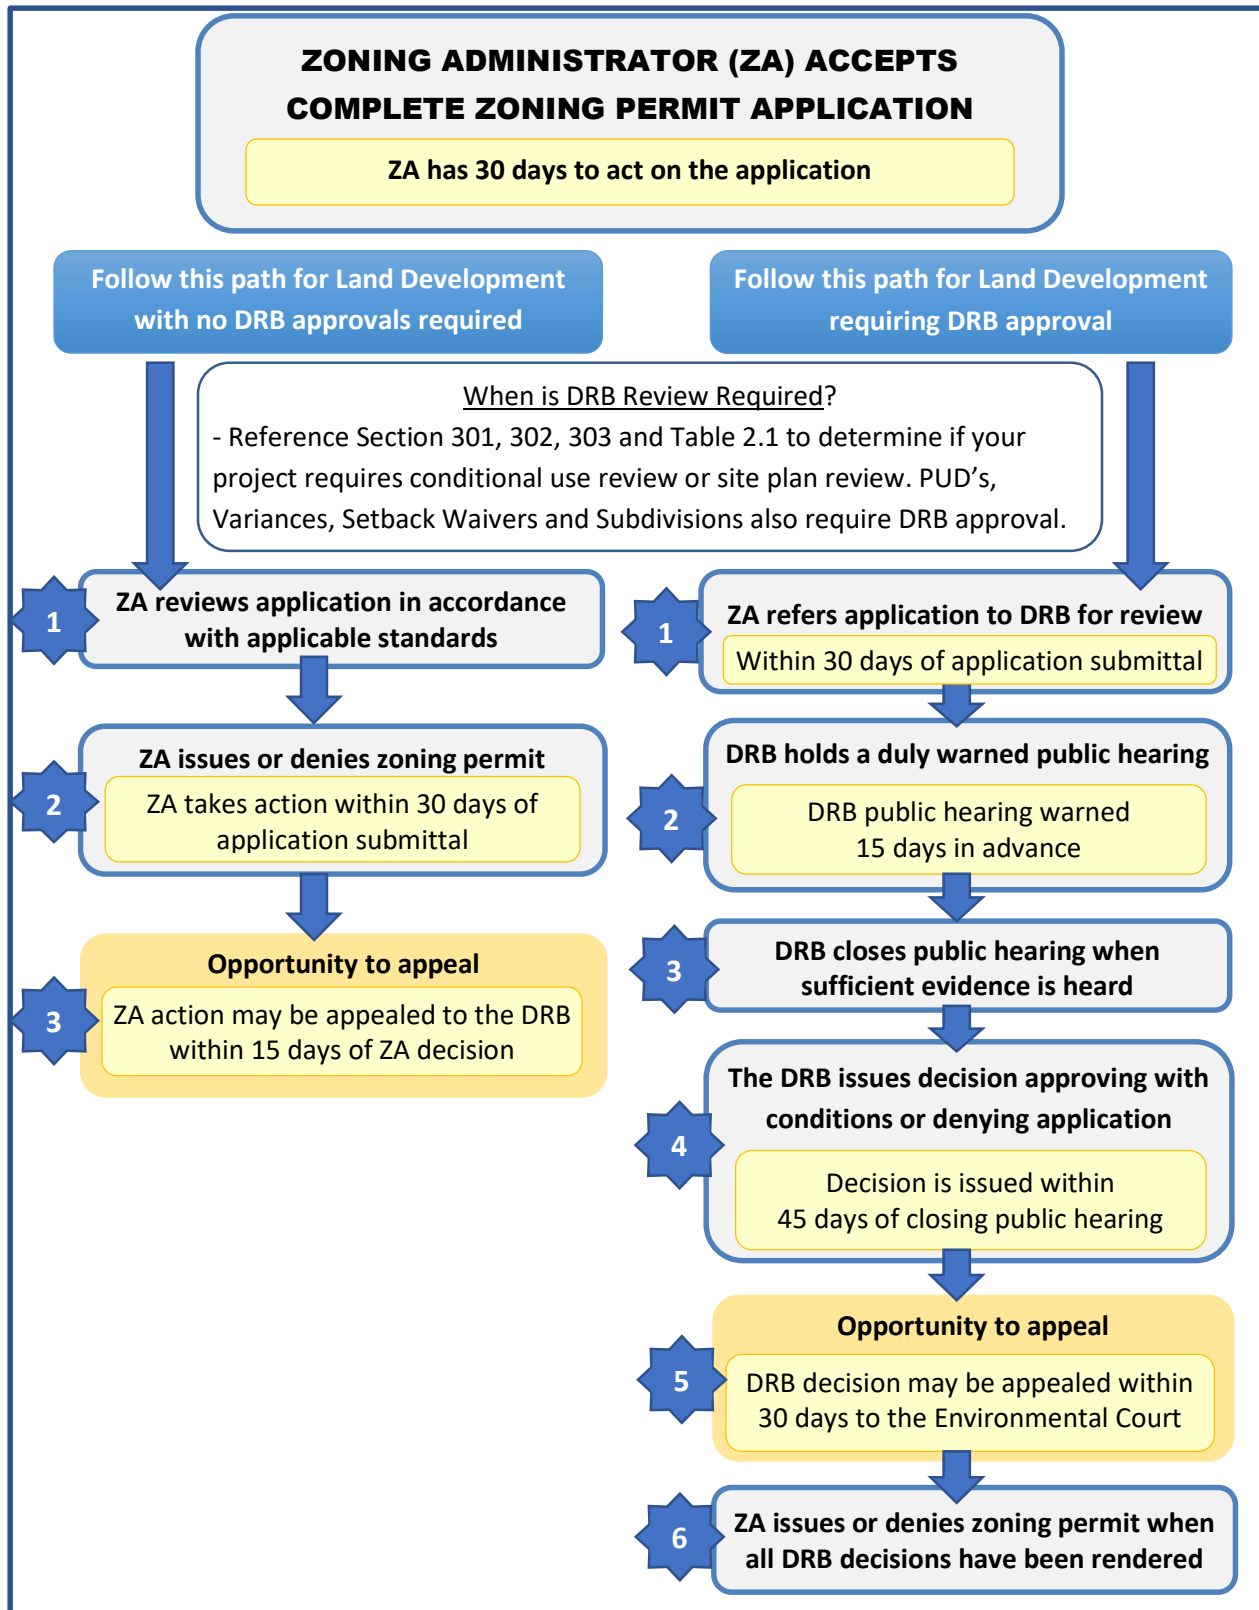 ZONING ADMINISTRATOR (ZA) ACCEPTS
COMPLETE ZONING PERMIT APPLICATION
ZA has 30 days to act on the application
Follow this path for Land Development
with no DRB approvals required
Follow this path for Land Development
requiring DRB approval
When is DRB Review Required?
- Reference Section 301, 302, 303 and Table 2.1 to determine if your
project requires conditional use review or site plan review. PUD’s,
Variances, Setback Waivers and Subdivisions also require DRB approval.
1
ZA reviews application in accordance
with applicable standards
2
ZA issues or denies zoning permit
ZA takes action within 30 days of
application submittal
3
Opportunity to appeal
ZA action may be appealed to the DRB
within 15 days of ZA decision
1
ZA refers application to DRB for review
Within 30 days of application submittal
2
DRB holds a duly warned public hearing
DRB public hearing warned
15 days in advance
3
DRB closes public hearing when
sufficient evidence is heard
4
The DRB issues decision approving with
conditions or denying application
Decision is issued within
45 days of closing public hearing
5
Opportunity to appeal
DRB decision may be appealed within
30 days to the Environmental Court
6
ZA issues or denies zoning permit when
all DRB decisions have been rendered